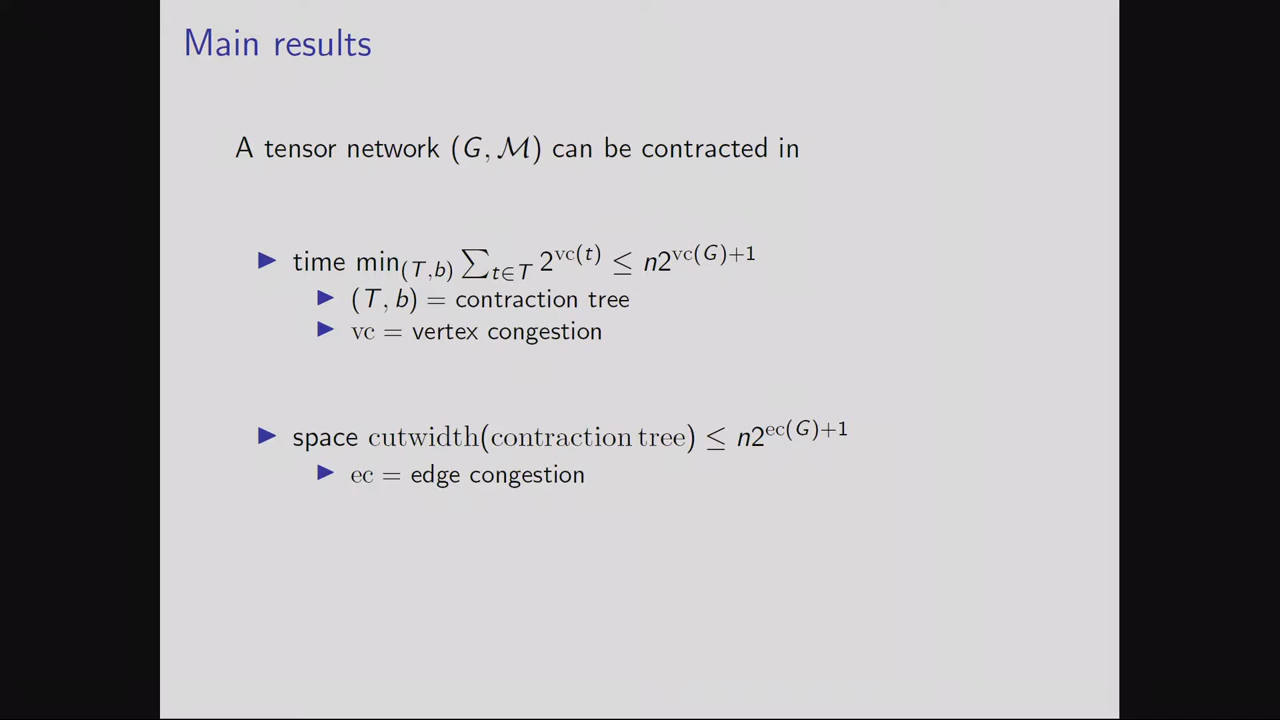 Main results
A tensor network (G, ℳ) can be contracted in
▶ time min_{(T,b)} ∑_{t∈T} 2^{vc(t)} ≤ n2^{vc(G)+1}
▶ (T, b) = contraction tree
▶ vc = vertex congestion
▶ space cutwidth(contraction tree) ≤ n2^{ec(G)+1}
▶ ec = edge congestion